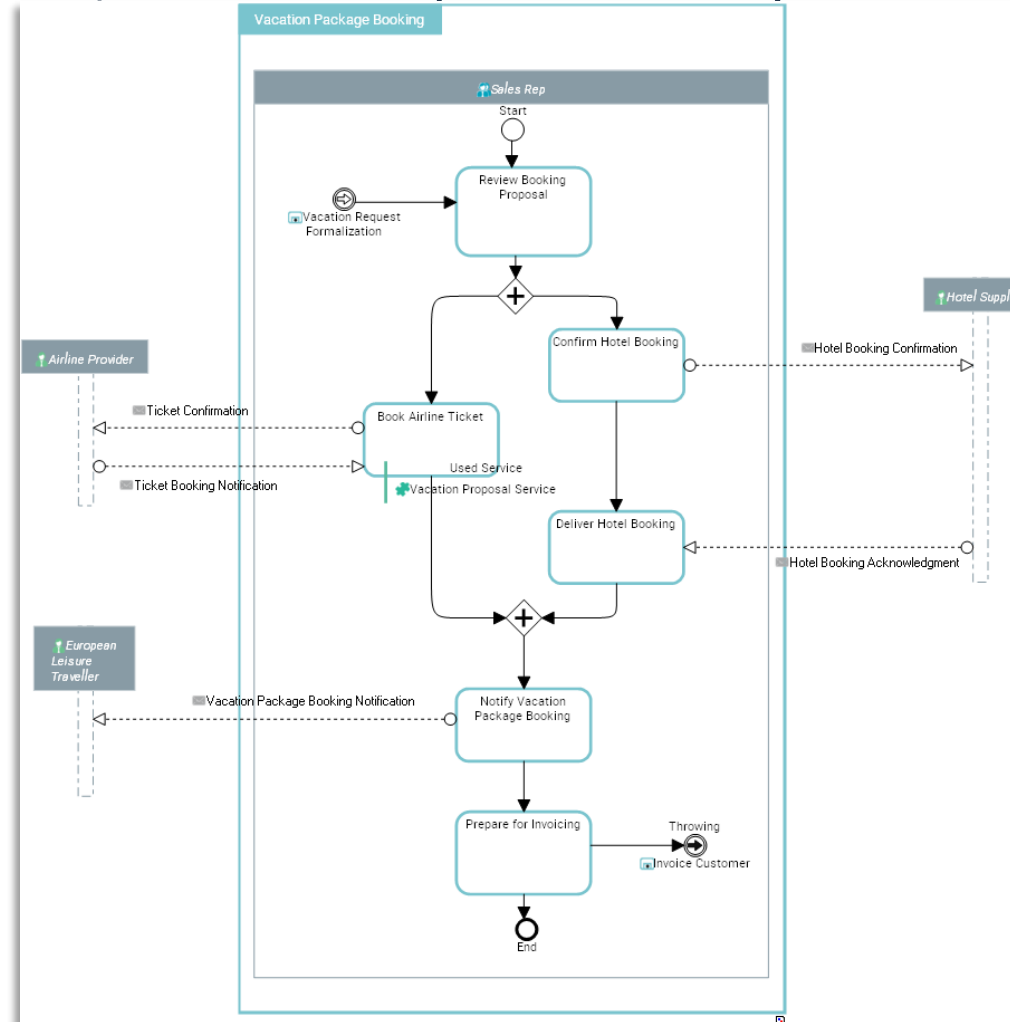 Vacation Package Booking
Sales Rep
Start
Review Booking
Proposal
Vacation Request
Formalization
Hotel Suppl
Confirm Hotel Booking
Hotel Booking Confirmation
Airline Provider
Ticket Confirmation
Book Airline Ticket
Used Service
Ticket Booking Notification
Vacation Proposal Service
Deliver Hotel Booking
Hotel Booking Acknowledgment
European
Leisure
Traveller
Vacation Package Booking Notification
Notify Vacation
Package Booking
Prepare for Invoicing
Throwing
Invoice Customer
End